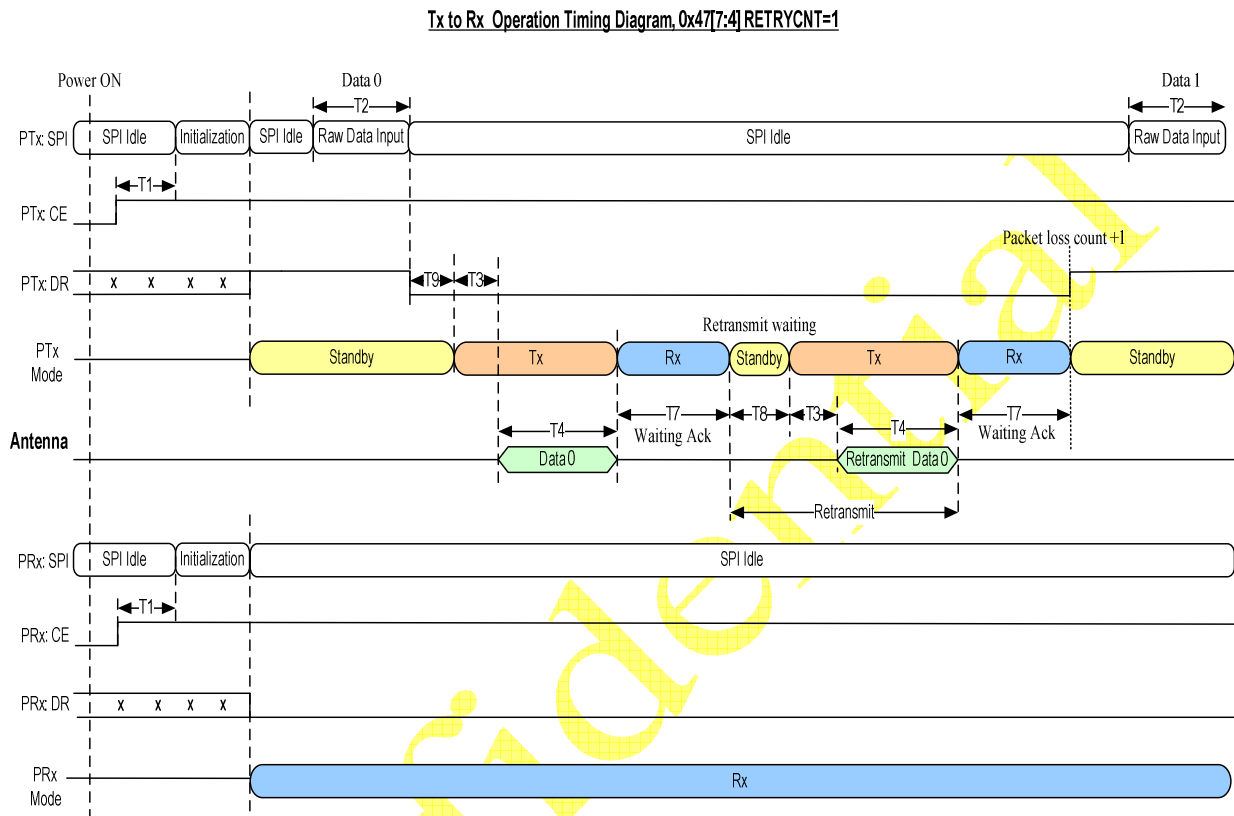 Tx to Rx Operation Timing Diagram, 0x47[7:4] RETRYCNT=1
Power ON
Data 0
Data 1
T2
T2
PTx: SPI
SPI Idle
Initialization
SPI Idle
Raw Data Input
SPI Idle
Raw Data Input
T1
PTx: CE
Packet loss count +1
PTx: DR
x x x x
T9
T3
Retransmit waiting
PTx
Mode
Standby
Tx
Rx
Standby
Tx
Rx
Standby
T4
T7
T8
T3
T4
T7
Waiting Ack
Waiting Ack
Antenna
Data 0
Retransmit Data 0
Retransmit
PRx: SPI
SPI Idle
Initialization
SPI Idle
T1
PRx: CE
PRx: DR
x x x x
PRx
Mode
Rx
fidential